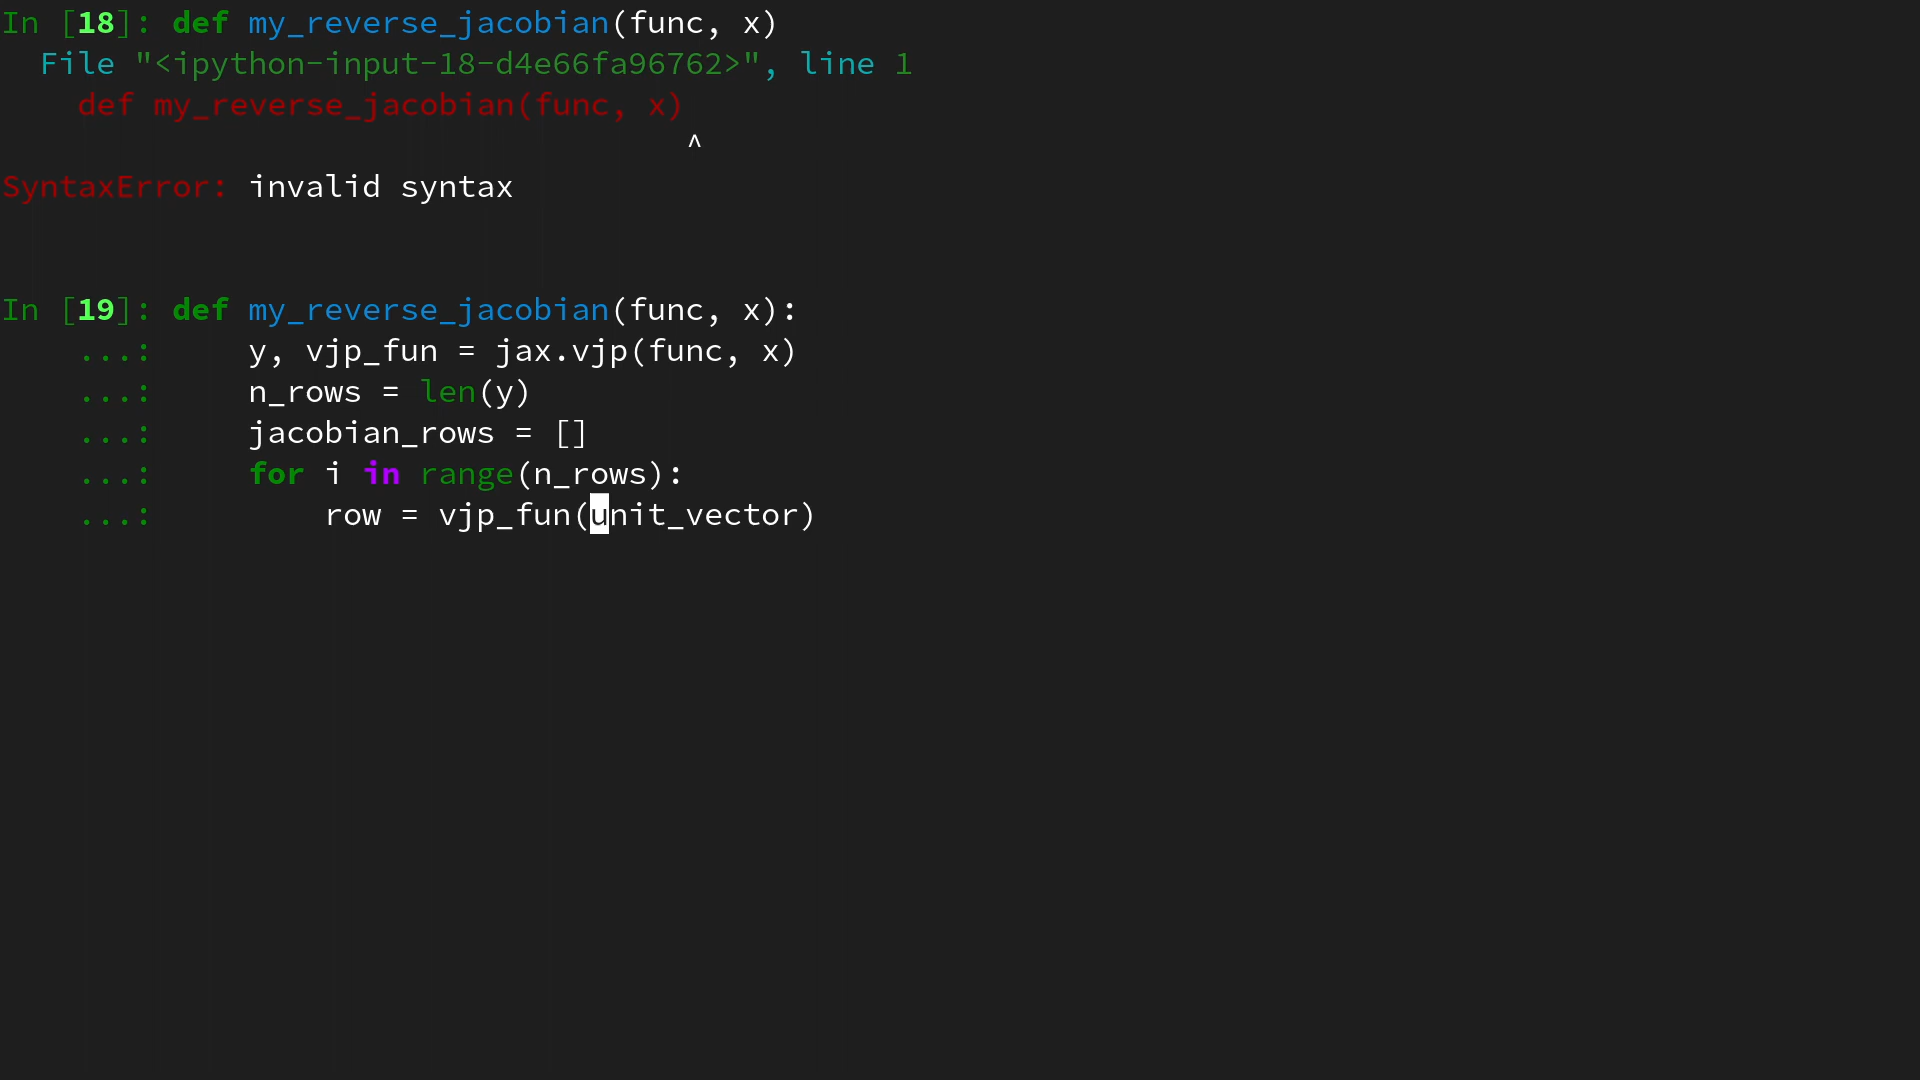 In [18]: def my_reverse_jacobian(func, x)
  File "<ipython-input-18-d4e66fa96762>", line 1
    def my_reverse_jacobian(func, x)
                                    ^
SyntaxError: invalid syntax
In [19]: def my_reverse_jacobian(func, x):
    ...:     y, vjp_fun = jax.vjp(func, x)
    ...:     n_rows = len(y)
    ...:     jacobian_rows = []
    ...:     for i in range(n_rows):
    ...:         row = vjp_fun(unit_vector)